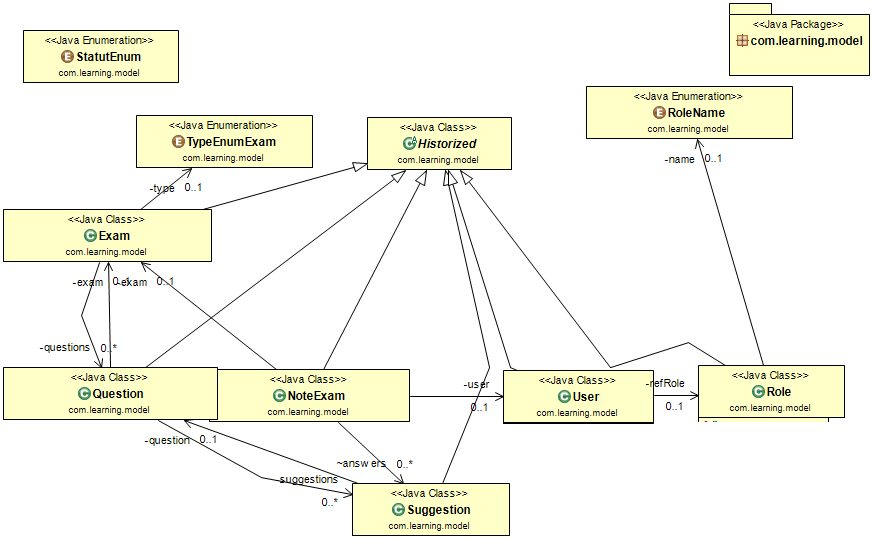 <<Java Package>>
com.learning.model
<<Java Enumeration>>
StatutEnum
com.learning.model
<<Java Enumeration>>
RoleName
com.learning.model
<<Java Enumeration>>
TypeEnumExam
com.learning.model
<<Java Class>>
Historized
com.learning.model
-name 0..1
-type 0..1
<<Java Class>>
Exam
com.learning.model
-exam 0..1
-exam 0..1
-questions 0..*
<<Java Class>>
Question
com.learning.model
<<Java Class>>
NoteExam
com.learning.model
-user
0..1
<<Java Class>>
User
com.learning.model
-refRole
0..1
<<Java Class>>
Role
com.learning.model
-question 0..1
~answers 0..*
suggestions
0..*
<<Java Class>>
Suggestion
com.learning.model